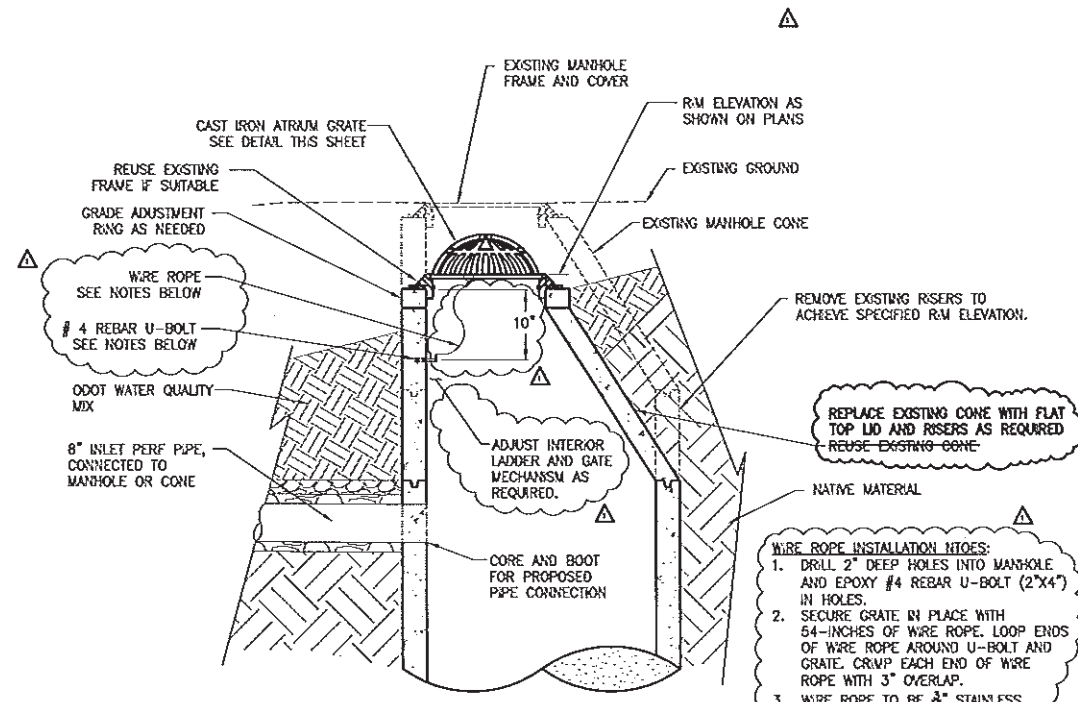 EXISTING MANHOLE
FRAME AND COVER
CAST IRON ATRIUM GRATE
SEE DETAIL THIS SHEET
RIM ELEVATION AS
SHOWN ON PLANS
REUSE EXISTING
FRAME IF SUITABLE
EXISTING GROUND
GRADE ADUSTMENT
RING AS NEEDED
EXISTING MANHOLE CONE
WIRE ROPE
SEE NOTES BELOW
# 4 REBAR U-BOLT
SEE NOTES BELOW
10"
REMOVE EXISTING RISERS TO
ACHIEVE SPECIFIED RIM ELEVATION.
ODOT WATER QUALITY
MIX
8" INLET PERF PIPE,
CONNECTED TO
MANHOLE OR CONE
ADJUST INTERIOR
LADDER AND GATE
MECHANISM AS
REQUIRED.
REPLACE EXISTING CONE WITH FLAT
TOP LID AND RISERS AS REQUIRED
REUSE EXISTING CONE
NATIVE MATERIAL
CORE AND BOOT
FOR PROPOSED
PIPE CONNECTION
WIRE ROPE INSTALLATION NTOES:
1. DRILL 2" DEEP HOLES INTO MANHOLE
AND EPOXY #4 REBAR U-BOLT (2"X4")
IN HOLES.
2. SECURE GRATE IN PLACE WITH
54-INCHES OF WIRE ROPE. LOOP ENDS
OF WIRE ROPE AROUND U-BOLT AND
GRATE. CRIMP EACH END OF WIRE
ROPE WITH 3" OVERLAP.
3. WIRE ROPE TO BE STAINLESS